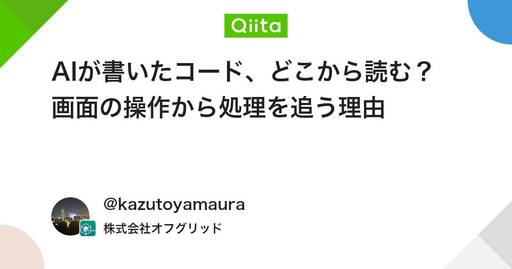 Qiita
AIが書いたコード、どこから読む？
画面の操作から処理を追う理由
@kazutoyamaura
株式会社オフグリッド